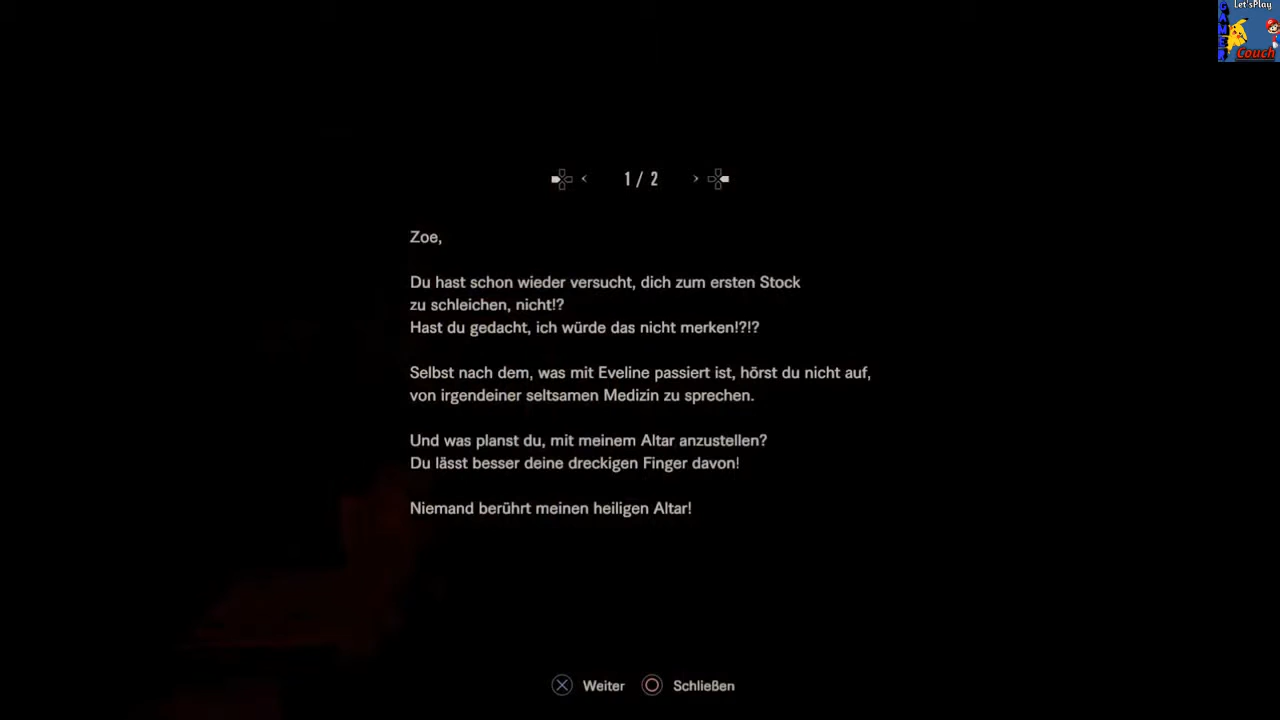 Let'sPlay
GAMER
Couch
1 / 2
Zoe,
Du hast schon wieder versucht, dich zum ersten Stock
zu schleichen, nicht!?
Hast du gedacht, ich würde das nicht merken!?!?
Selbst nach dem, was mit Eveline passiert ist, hörst du nicht auf,
von irgendeiner seltsamen Medizin zu sprechen.
Und was planst du, mit meinem Altar anzustellen?
Du lässt besser deine dreckigen Finger davon!
Niemand berührt meinen heiligen Altar!
Weiter Schließen